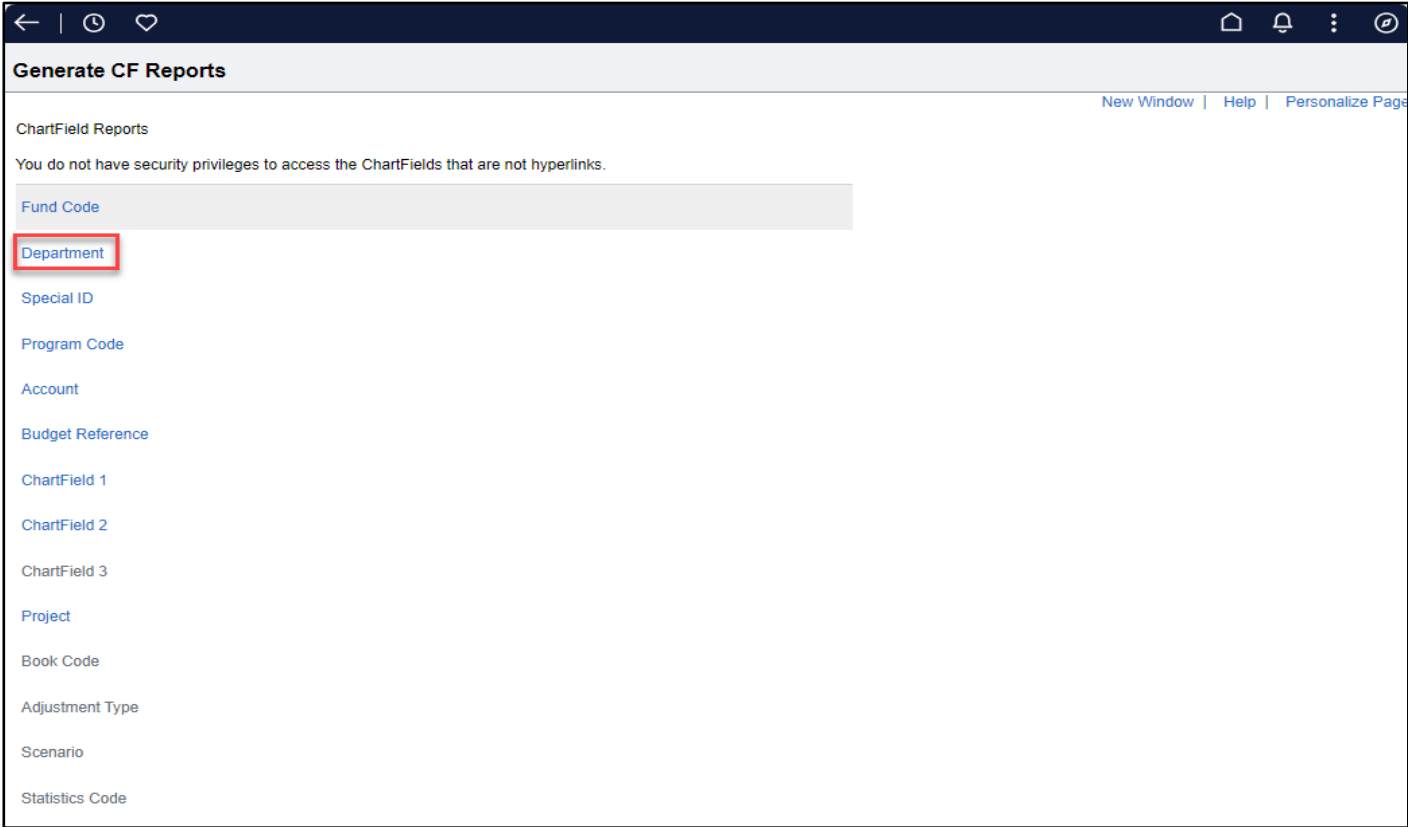 Generate CF Reports
New Window | Help | Personalize Page
ChartField Reports
You do not have security privileges to access the ChartFields that are not hyperlinks.
Fund Code
Department
Special ID
Program Code
Account
Budget Reference
ChartField 1
ChartField 2
ChartField 3
Project
Book Code
Adjustment Type
Scenario
Statistics Code